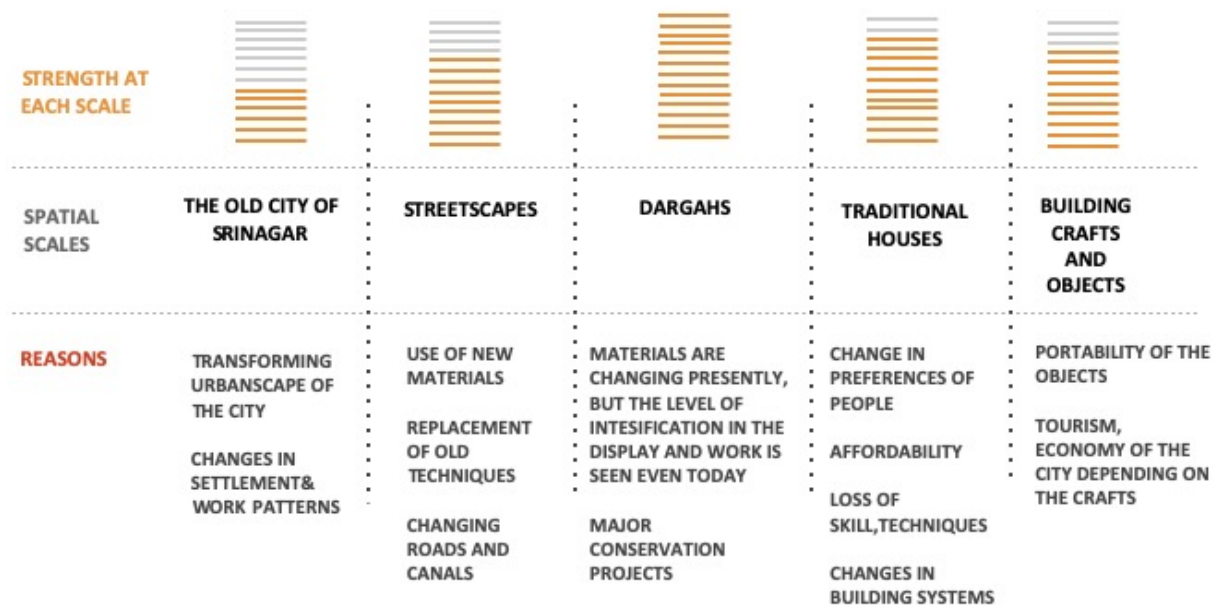 STRENGTH AT
EACH SCALE
SPATIAL
SCALES
THE OLD CITY OF
SRINAGAR
STREETSCAPES
DARGAHS
TRADITIONAL
HOUSES
BUILDING
CRAFTS
AND
OBJECTS
REASONS
TRANSFORMING
URBANSCAPE OF
THE CITY
CHANGES IN
SETTLEMENT&
WORK PATTERNS
USE OF NEW
MATERIALS
REPLACEMENT
OF OLD
TECHNIQUES
CHANGING
ROADS AND
CANALS
MATERIALS ARE
CHANGING PRESENTLY,
BUT THE LEVEL OF
INTESIFICATION IN THE
DISPLAY AND WORK IS
SEEN EVEN TODAY
MAJOR
CONSERVATION
PROJECTS
CHANGE IN
PREFERENCES OF
PEOPLE
AFFORDABILITY
LOSS OF
SKILL,TECHNIQUES
CHANGES IN
BUILDING SYSTEMS
PORTABILITY OF THE
OBJECTS
TOURISM,
ECONOMY OF THE
CITY DEPENDING ON
THE CRAFTS